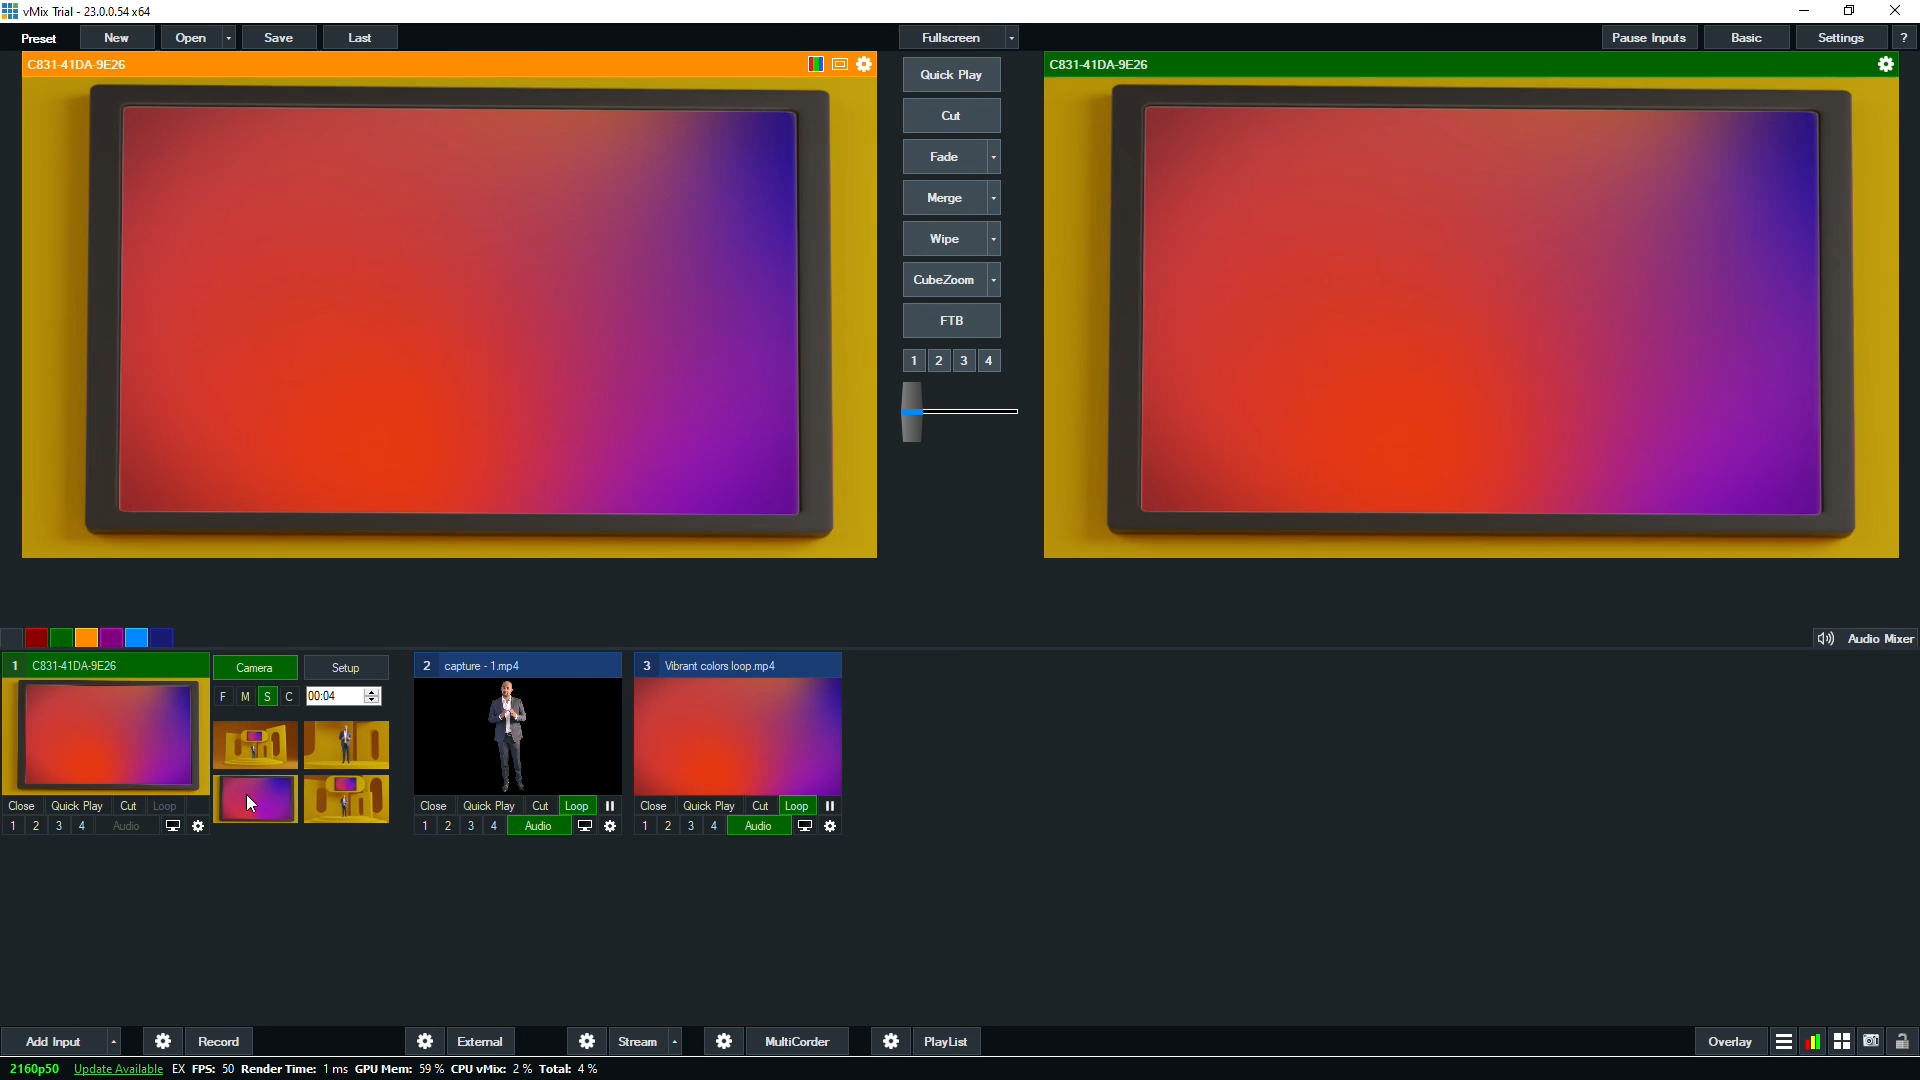 vMix Trial - 23.0.0.54 x64
Preset New Open Save Last Fullscreen Pause Inputs Basic Settings ?
C831-41DA-9E26
C831-41DA-9E26
Quick Play
Cut
Fade
Merge
Wipe
CubeZoom
FTB
1 2 3 4
Audio Mixer
1 C831-41DA-9E26 Camera Setup 2 capture - 1.mp4 3 Vibrant colors loop.mp4
F M S C 00:04
Close Quick Play Cut Loop Close Quick Play Cut Loop Close Quick Play Cut Loop
1 2 3 4 Audio 1 2 3 4 Audio 1 2 3 4 Audio
Add Input Record External Stream MultiCorder PlayList Overlay
2160p50 Update Available EX FPS: 50 Render Time: 1 ms GPU Mem: 59 % CPU vMix: 2 % Total: 4 %